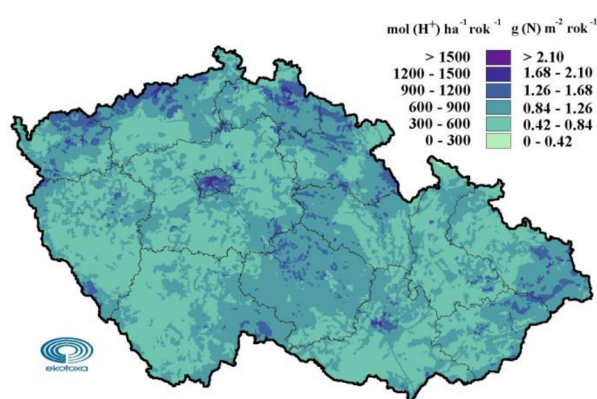 mol (H⁺) ha⁻¹ rok⁻¹ g (N) m⁻² rok⁻¹
> 1500 > 2.10
1200 - 1500 1.68 - 2.10
900 - 1200 1.26 - 1.68
600 - 900 0.84 - 1.26
300 - 600 0.42 - 0.84
0 - 300 0 - 0.42
ekotoxa